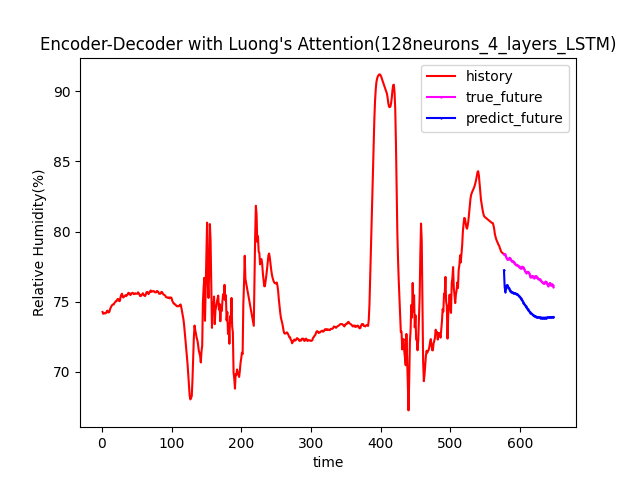 Encoder-Decoder with Luong's Attention(128neurons_4_layers_LSTM)
history
true_future
predict_future
Relative Humidity(%)
90
85
80
75
70
0 100 200 300 400 500 600
time